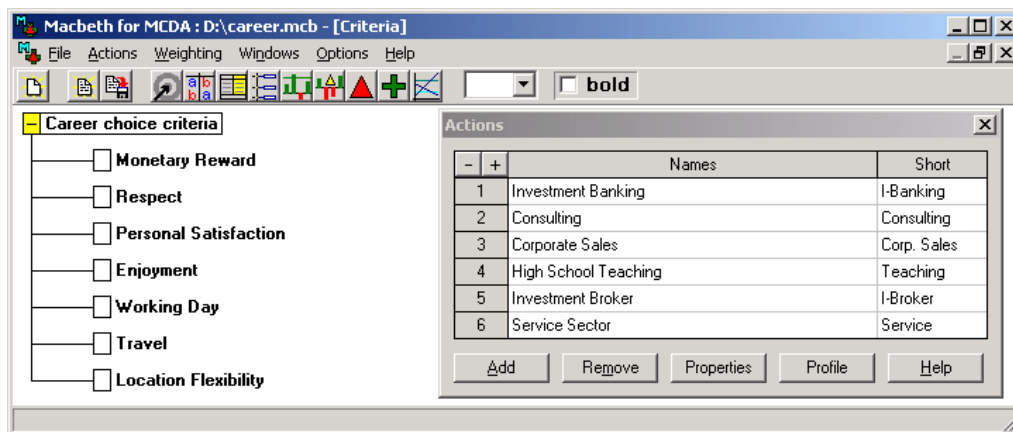 Macbeth for MCDA : D:\career.mcb - [Criteria]
File Actions Weighting Windows Options Help
a b b a bold
Career choice criteria
Monetary Reward
Respect
Personal Satisfaction
Enjoyment
Working Day
Travel
Location Flexibility
Actions
- + Names Short
1 Investment Banking I-Banking
2 Consulting Consulting
3 Corporate Sales Corp. Sales
4 High School Teaching Teaching
5 Investment Broker I-Broker
6 Service Sector Service
Add Remove Properties Profile Help